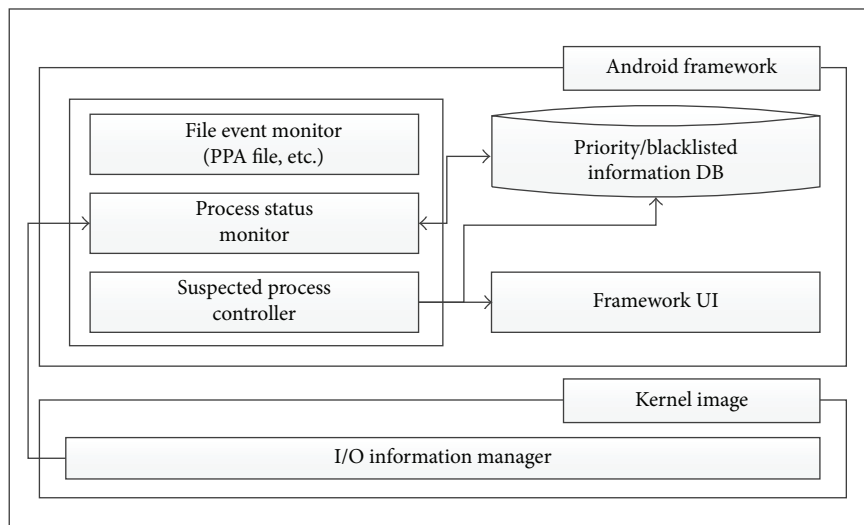 Android framework
File event monitor
(PPA file, etc.)
Priority/blacklisted
information DB
Process status
monitor
Suspected process
controller
Framework UI
Kernel image
I/O information manager